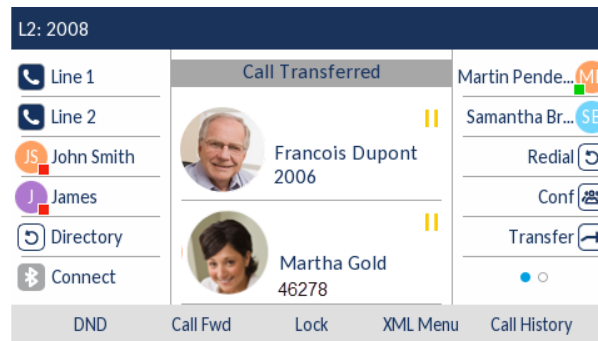 L2: 2008
Line 1
Line 2
JS John Smith
J James
Directory
Connect
Call Transferred
Francois Dupont
2006
Martha Gold
46278
Martin Pende...
Samantha Br...
Redial
Conf
Transfer
DND Call Fwd Lock XML Menu Call History